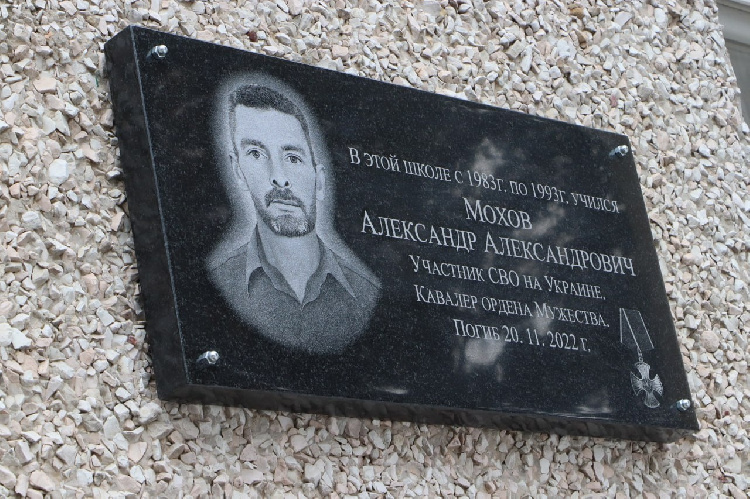 В этой школе с 1983г. по 1993г. учился
Мохов
Александр Александрович
Участник СВО на Украине.
Кавалер ордена Мужества.
Погиб 20. 11. 2022 г.